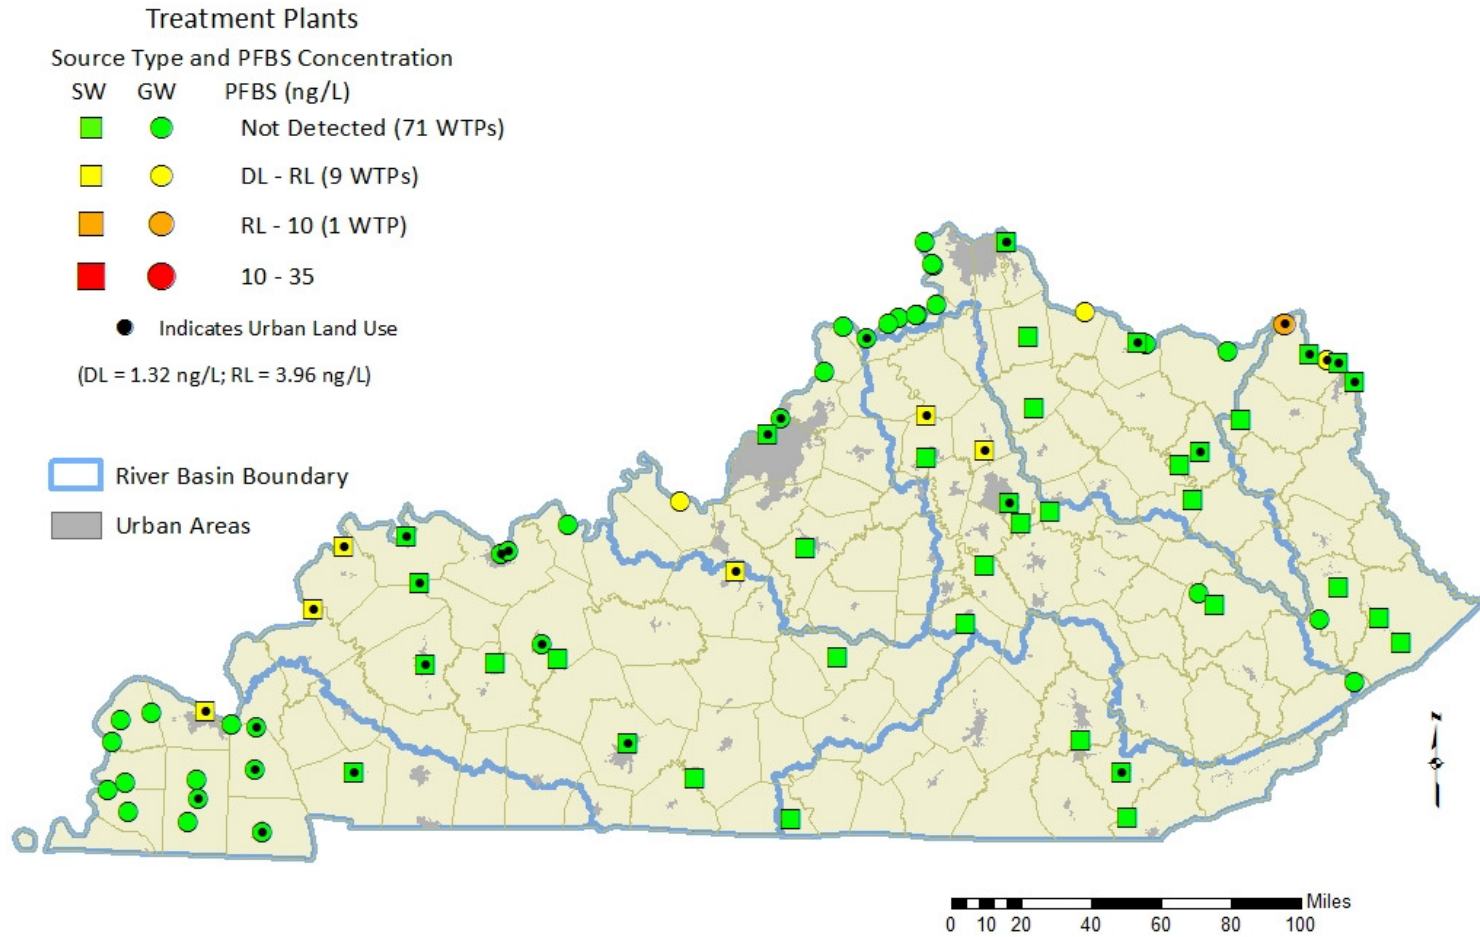 Treatment Plants
Source Type and PFBS Concentration
SW GW PFBS (ng/L)
Not Detected (71 WTPs)
DL - RL (9 WTPs)
RL - 10 (1 WTP)
10 - 35
Indicates Urban Land Use
(DL = 1.32 ng/L; RL = 3.96 ng/L)
River Basin Boundary
Urban Areas
N
Miles
0 10 20 40 60 80 100